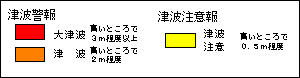 津波警報
大津波 高いところで
３ｍ程度以上
津　波 高いところで
２ｍ程度
津波注意報
津波
注意 高いところで
０.５ｍ程度